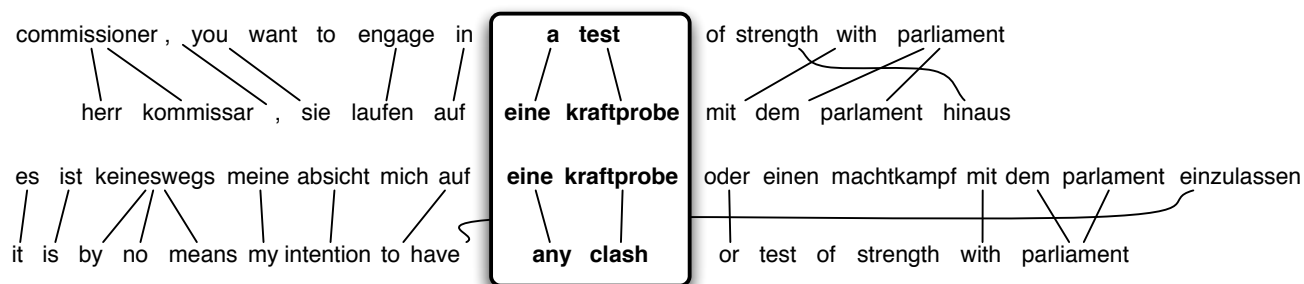 commissioner , you want to engage in a test of strength with parliament
herr kommissar , sie laufen auf eine kraftprobe mit dem parlament hinaus
es ist keineswegs meine absicht mich auf eine kraftprobe oder einen machtkampf mit dem parlament einzulassen
it is by no means my intention to have any clash or test of strength with parliament